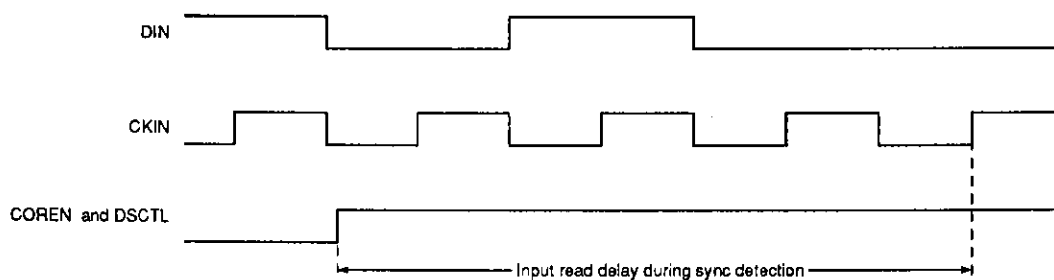 DIN
CKIN
COREN and DSCTL
Input read delay during sync detection